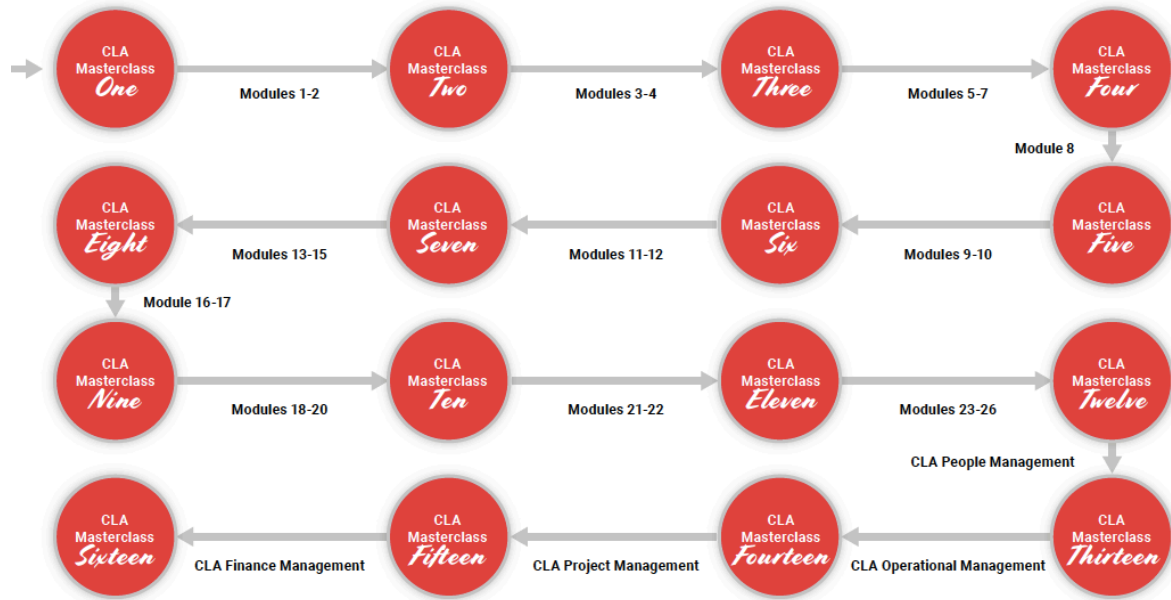 CLA
Masterclass
One
Modules 1-2
CLA
Masterclass
Two
Modules 3-4
CLA
Masterclass
Three
Modules 5-7
CLA
Masterclass
Four
Module 8
CLA
Masterclass
Five
Modules 9-10
CLA
Masterclass
Six
Modules 11-12
CLA
Masterclass
Seven
Modules 13-15
CLA
Masterclass
Eight
Module 16-17
CLA
Masterclass
Nine
Modules 18-20
CLA
Masterclass
Ten
Modules 21-22
CLA
Masterclass
Eleven
Modules 23-26
CLA
Masterclass
Twelve
CLA People Management
CLA
Masterclass
Thirteen
CLA Operational Management
CLA
Masterclass
Fourteen
CLA Project Management
CLA
Masterclass
Fifteen
CLA Finance Management
CLA
Masterclass
Sixteen